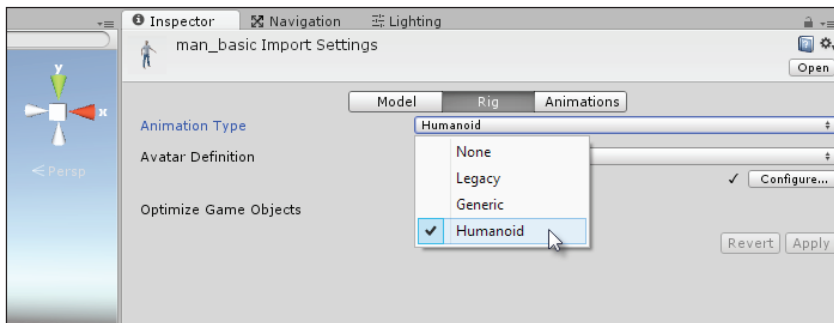 Inspector Navigation Lighting
man_basic Import Settings
Open
y
x
Persp
Model Rig Animations
Animation Type Humanoid
Avatar Definition
None
Legacy
Configure...
Generic
Optimize Game Objects
Humanoid
Revert Apply